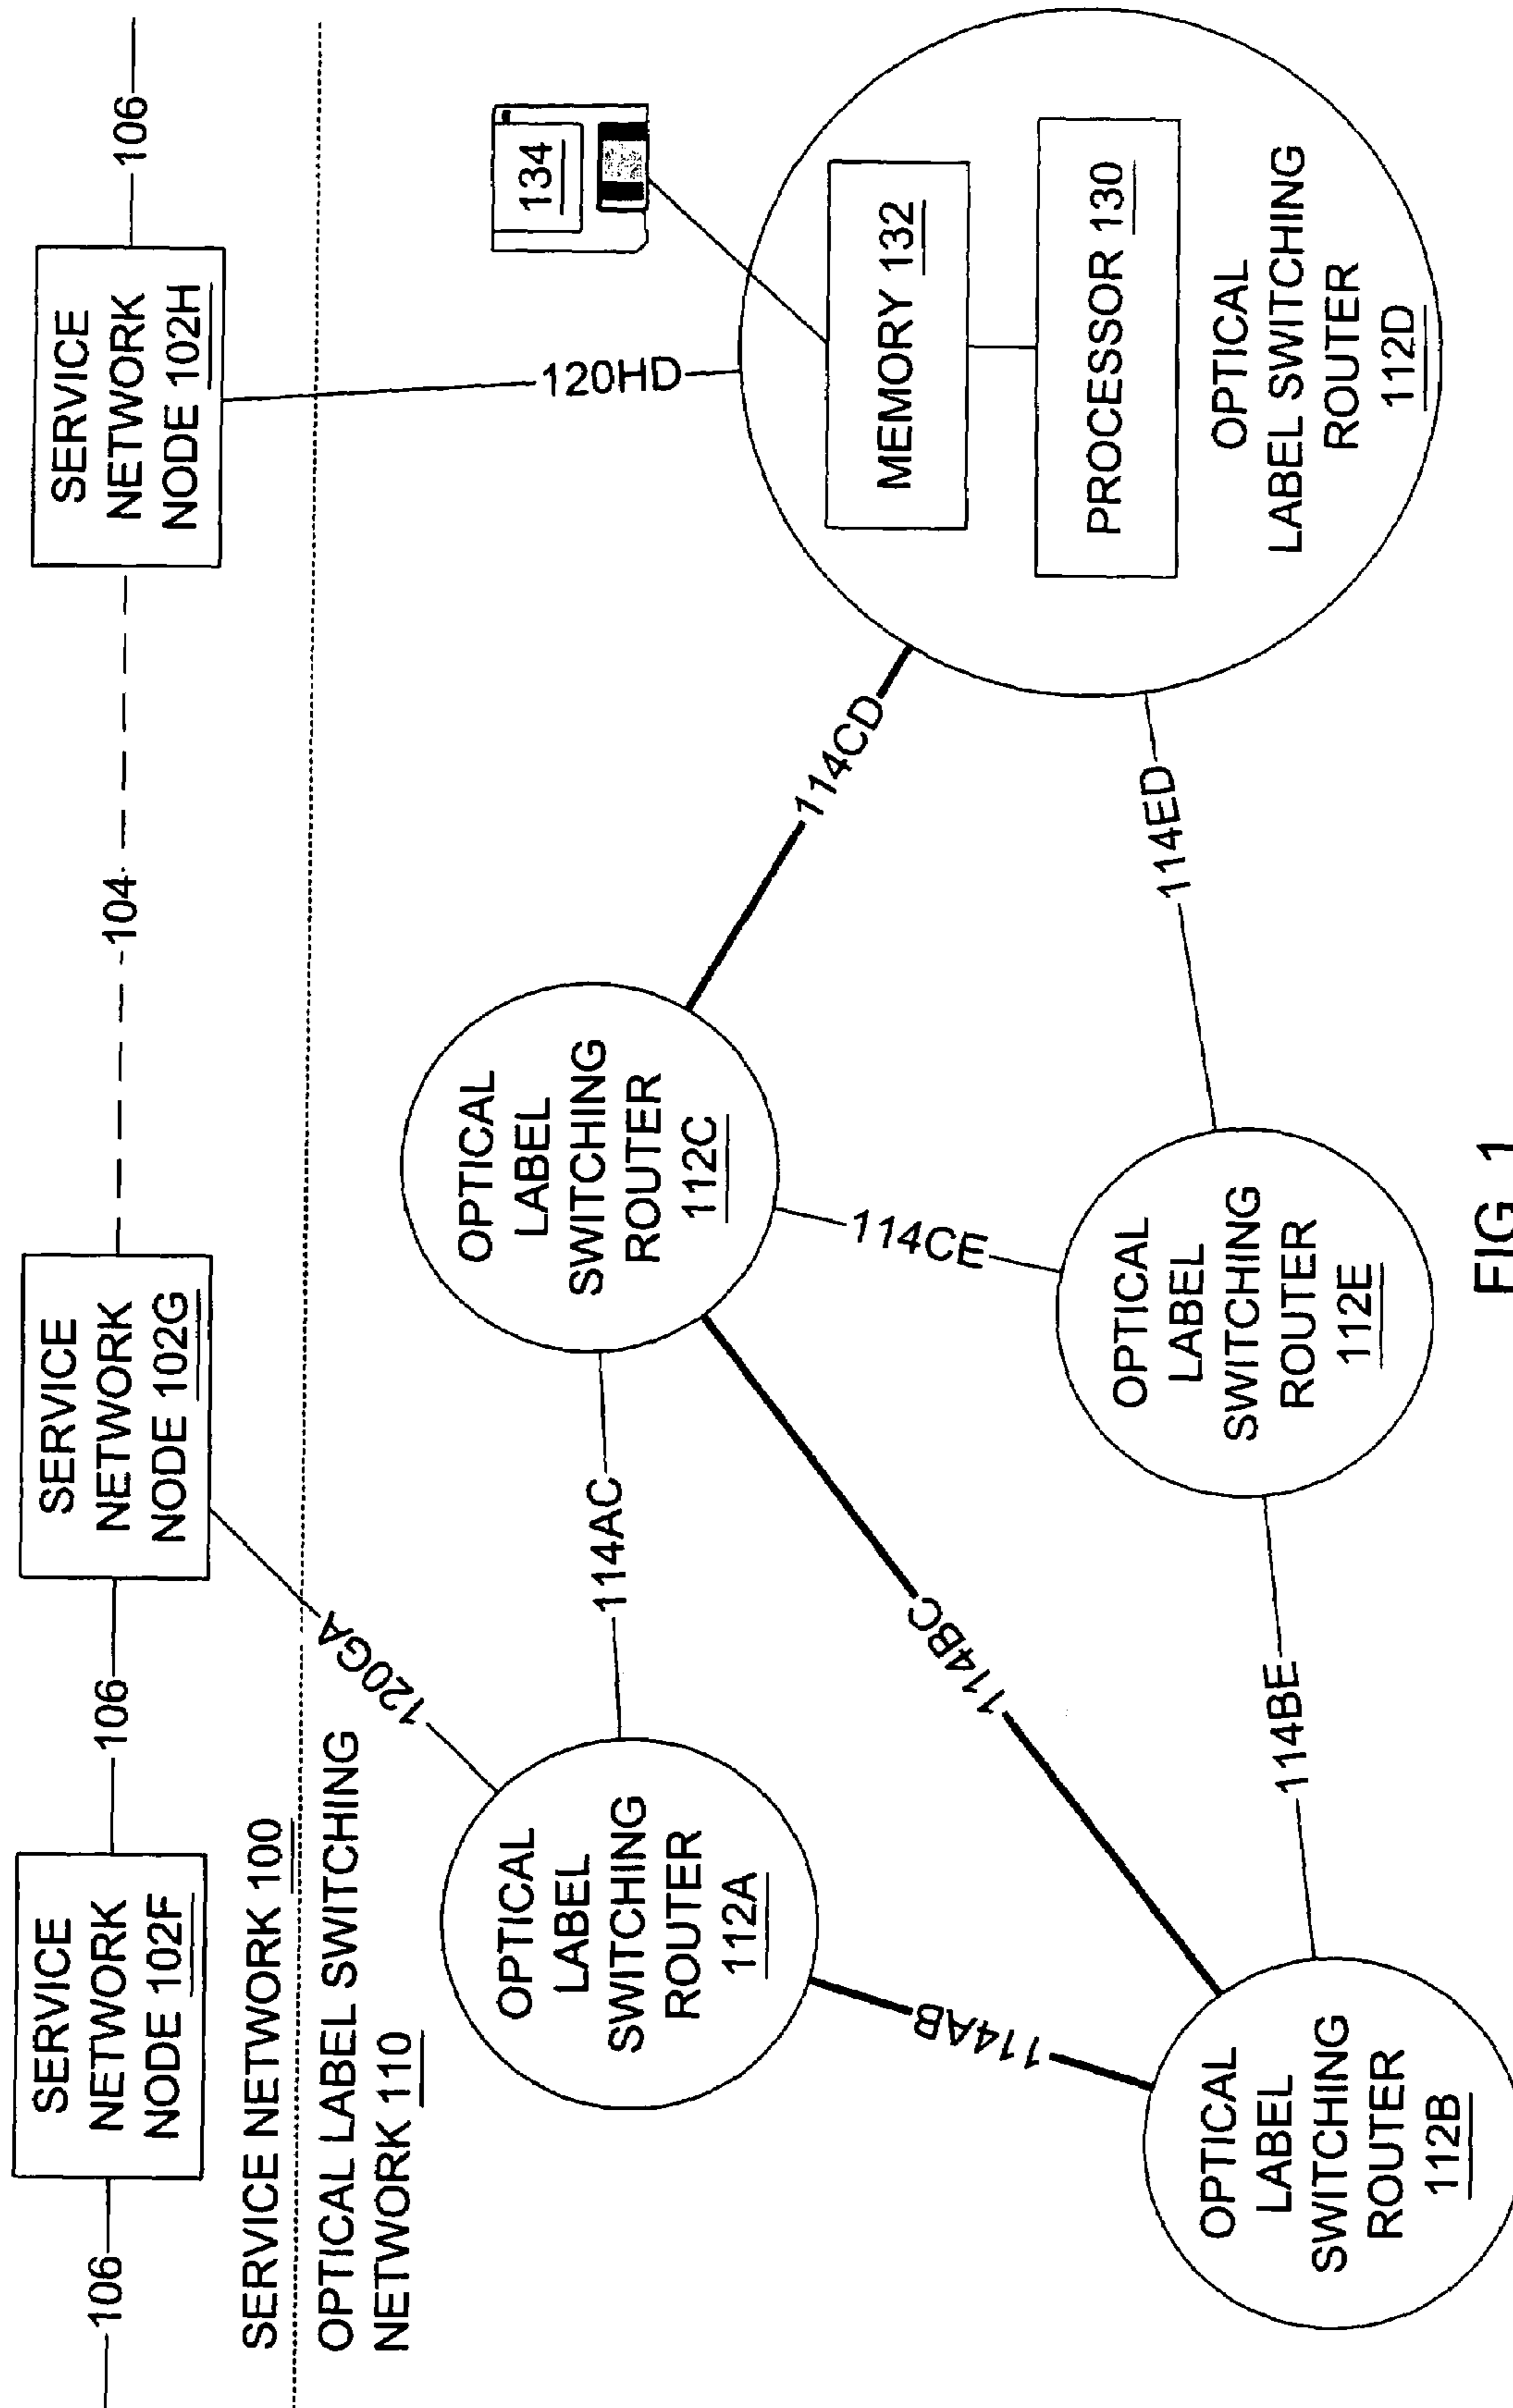 106
SERVICE
NETWORK
NODE 102F
106
SERVICE
NETWORK
NODE 102G
104
SERVICE
NETWORK
NODE 102H
106
SERVICE NETWORK 100
OPTICAL LABEL SWITCHING
NETWORK 110
120GA
120HD
134
OPTICAL
LABEL
SWITCHING
ROUTER
112A
114AC
OPTICAL
LABEL
SWITCHING
ROUTER
112C
114CD
MEMORY 132
PROCESSOR 130
OPTICAL
LABEL SWITCHING
ROUTER
112D
114AB
114BC
114CE
114ED
OPTICAL
LABEL
SWITCHING
ROUTER
112B
114BE
OPTICAL
LABEL
SWITCHING
ROUTER
112E
FIG. 1